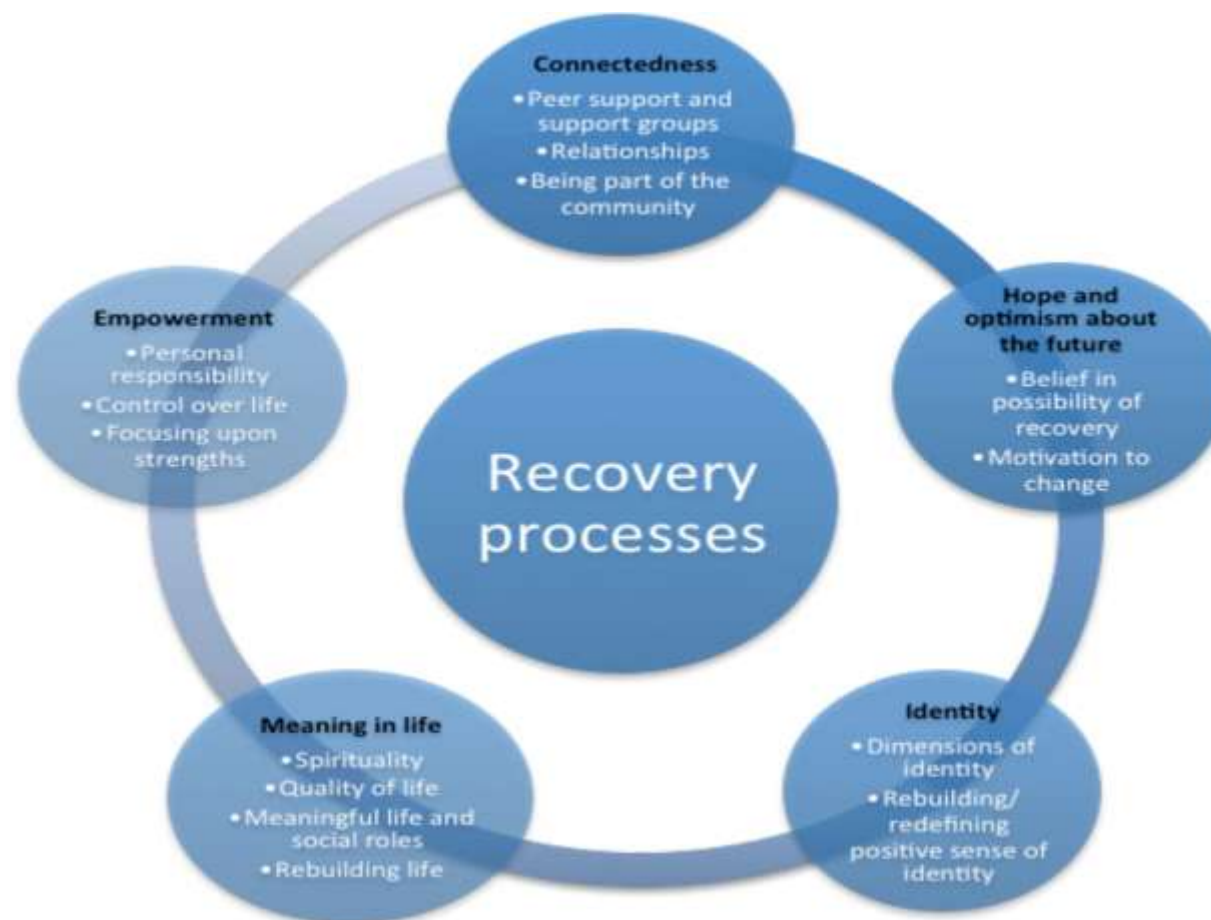 Connectedness
•Peer support and
support groups
•Relationships
•Being part of the
community
Hope and
optimism about
the future
•Belief in
possibility of
recovery
•Motivation to
change
Identity
•Dimensions of
identity
•Rebuilding/
redefining
positive sense of
identity
Meaning in life
•Spirituality
•Quality of life
•Meaningful life and
social roles
•Rebuilding life
Empowerment
•Personal
responsibility
•Control over life
•Focusing upon
strengths
Recovery
processes